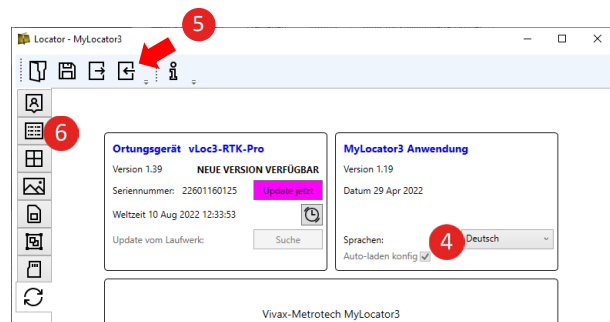 5
Locator - MyLocator3
6
Ortungsgerät vLoc3-RTK-Pro
Version 1.39 NEUE VERSION VERFÜGBAR
Seriennummer: 22601160125 Update jetzt
Weltzeit 10 Aug 2022 12:33:53
Update vom Laufwerk: Suche
MyLocator3 Anwendung
Version 1.19
Datum 29 Apr 2022
Sprachen: 4 Deutsch
Auto-laden konfig
Vivax-Metrotech MyLocator3